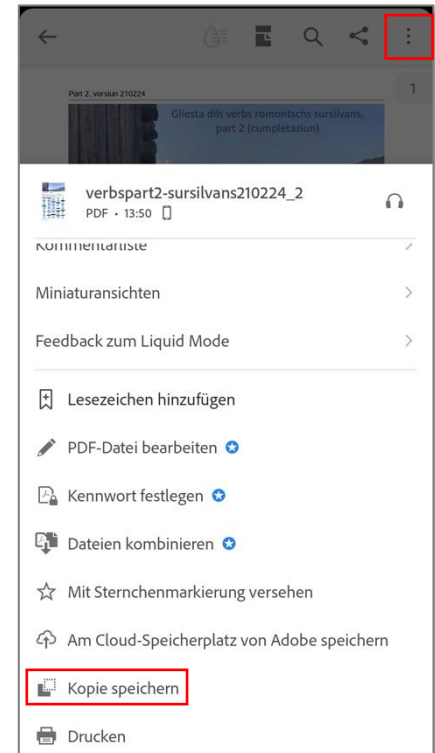 Part 2, versiun 210224
1
Gliesta dils verbs romontschs sursilvans,
part 2 (cumpletaziun)
verbspart2-sursilvans210224_2
PDF • 13:50
Kommentarliste
Miniaturansichten
Feedback zum Liquid Mode
Lesezeichen hinzufügen
PDF-Datei bearbeiten
Kennwort festlegen
Dateien kombinieren
Mit Sternchenmarkierung versehen
Am Cloud-Speicherplatz von Adobe speichern
Kopie speichern
Drucken